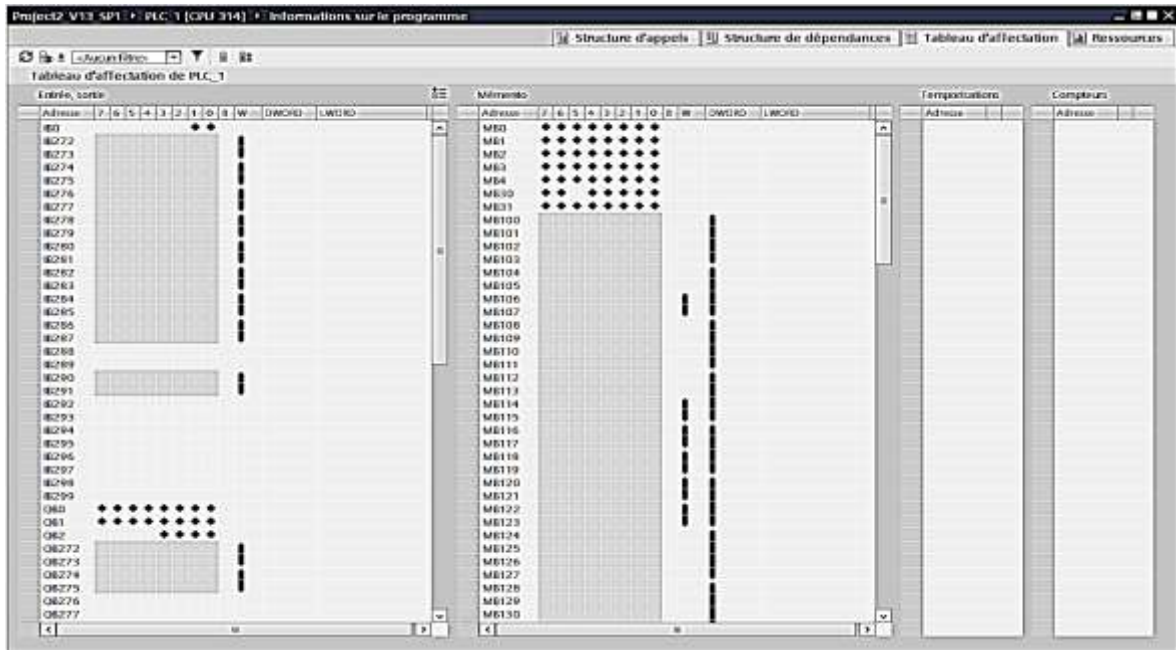 Project2_V13_SP1 ▸ PLC_1 [CPU 314] ▸ Informations sur le programme
Structure d'appels Structure de dépendances Tableau d'affectation Ressources
<Aucun filtre>
Tableau d'affectation de PLC_1
Entrée, sortie
Adresse 7 6 5 4 3 2 1 0 B W DWORD LWORD
IB0
IB272
IB273
IB274
IB275
IB276
IB277
IB278
IB279
IB280
IB281
IB282
IB283
IB284
IB285
IB286
IB287
IB288
IB289
IB290
IB291
IB292
IB293
IB294
IB295
IB296
IB297
IB298
IB299
QB0
QB1
QB2
QB272
QB273
QB274
QB275
QB276
QB277
Mémento
Adresse 7 6 5 4 3 2 1 0 B W DWORD LWORD
MB0
MB1
MB2
MB3
MB4
MB30
MB31
MB100
MB101
MB102
MB103
MB104
MB105
MB106
MB107
MB108
MB109
MB110
MB111
MB112
MB113
MB114
MB115
MB116
MB117
MB118
MB119
MB120
MB121
MB122
MB123
MB124
MB125
MB126
MB127
MB128
MB129
MB130
Temporisations
Adresse
Compteurs
Adresse